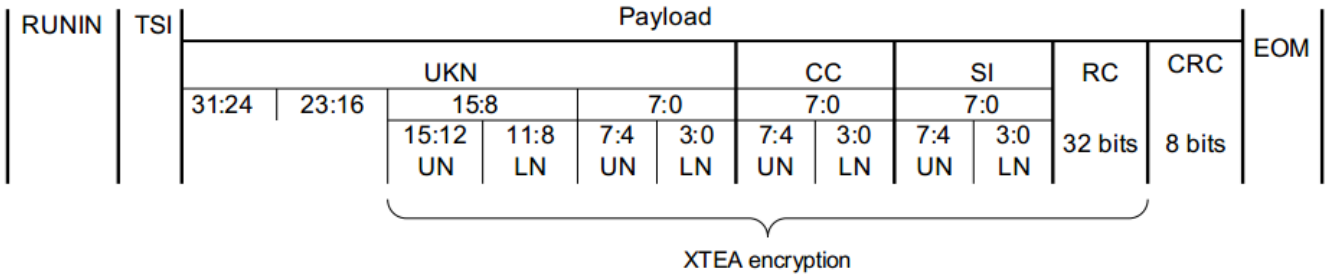 RUNIN TSI Payload EOM
UKN CC SI RC CRC
31:24 23:16 15:8 7:0 7:0 7:0
15:12 11:8 7:4 3:0 7:4 3:0 7:4 3:0 32 bits 8 bits
UN LN UN LN UN LN UN LN
XTEA encryption